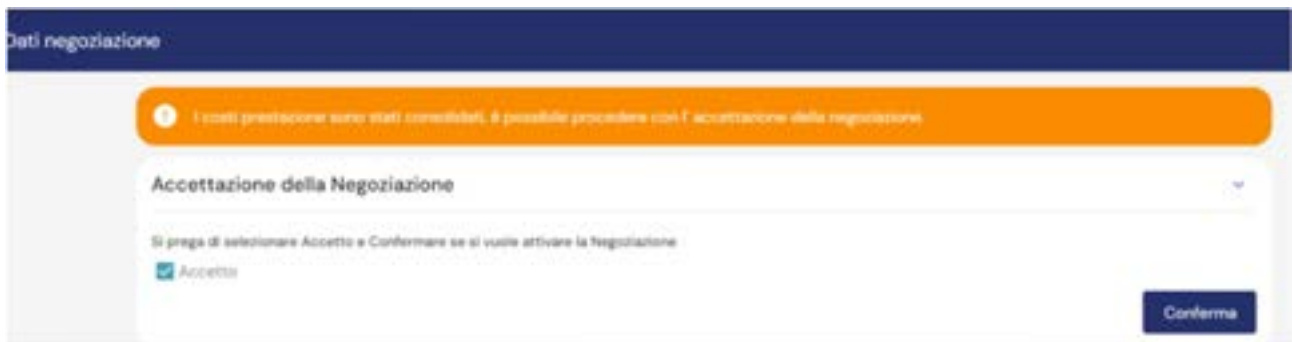 Dati negoziazione
I costi prestazione sono stati consolidati, è possibile procedere con l' accettazione della negoziazione.
Accettazione della Negoziazione
Si prega di selezionare Accetto e Confermare se si vuole attivare la Negoziazione
Accetto
Conferma